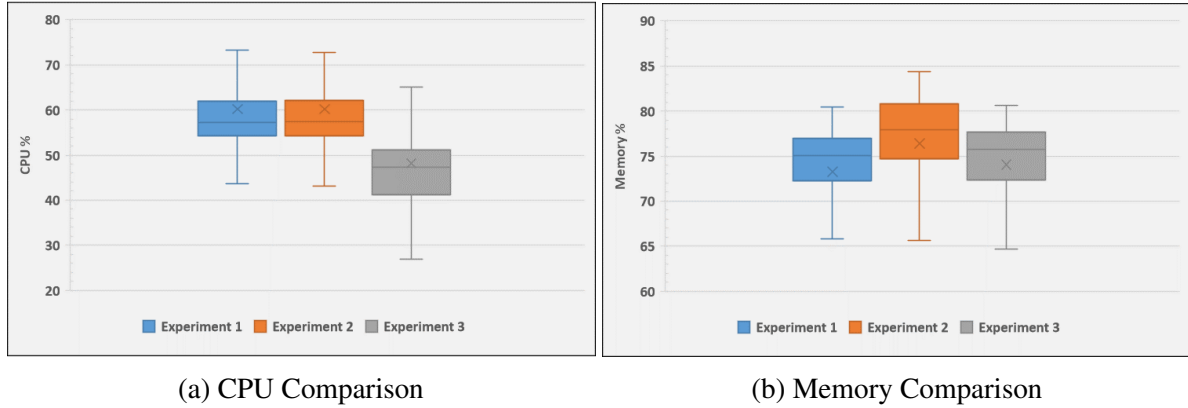 80
70
60
50
40
30
20
CPU %
Experiment 1 Experiment 2 Experiment 3
90
85
80
75
70
65
60
Memory %
Experiment 1 Experiment 2 Experiment 3
(a) CPU Comparison
(b) Memory Comparison